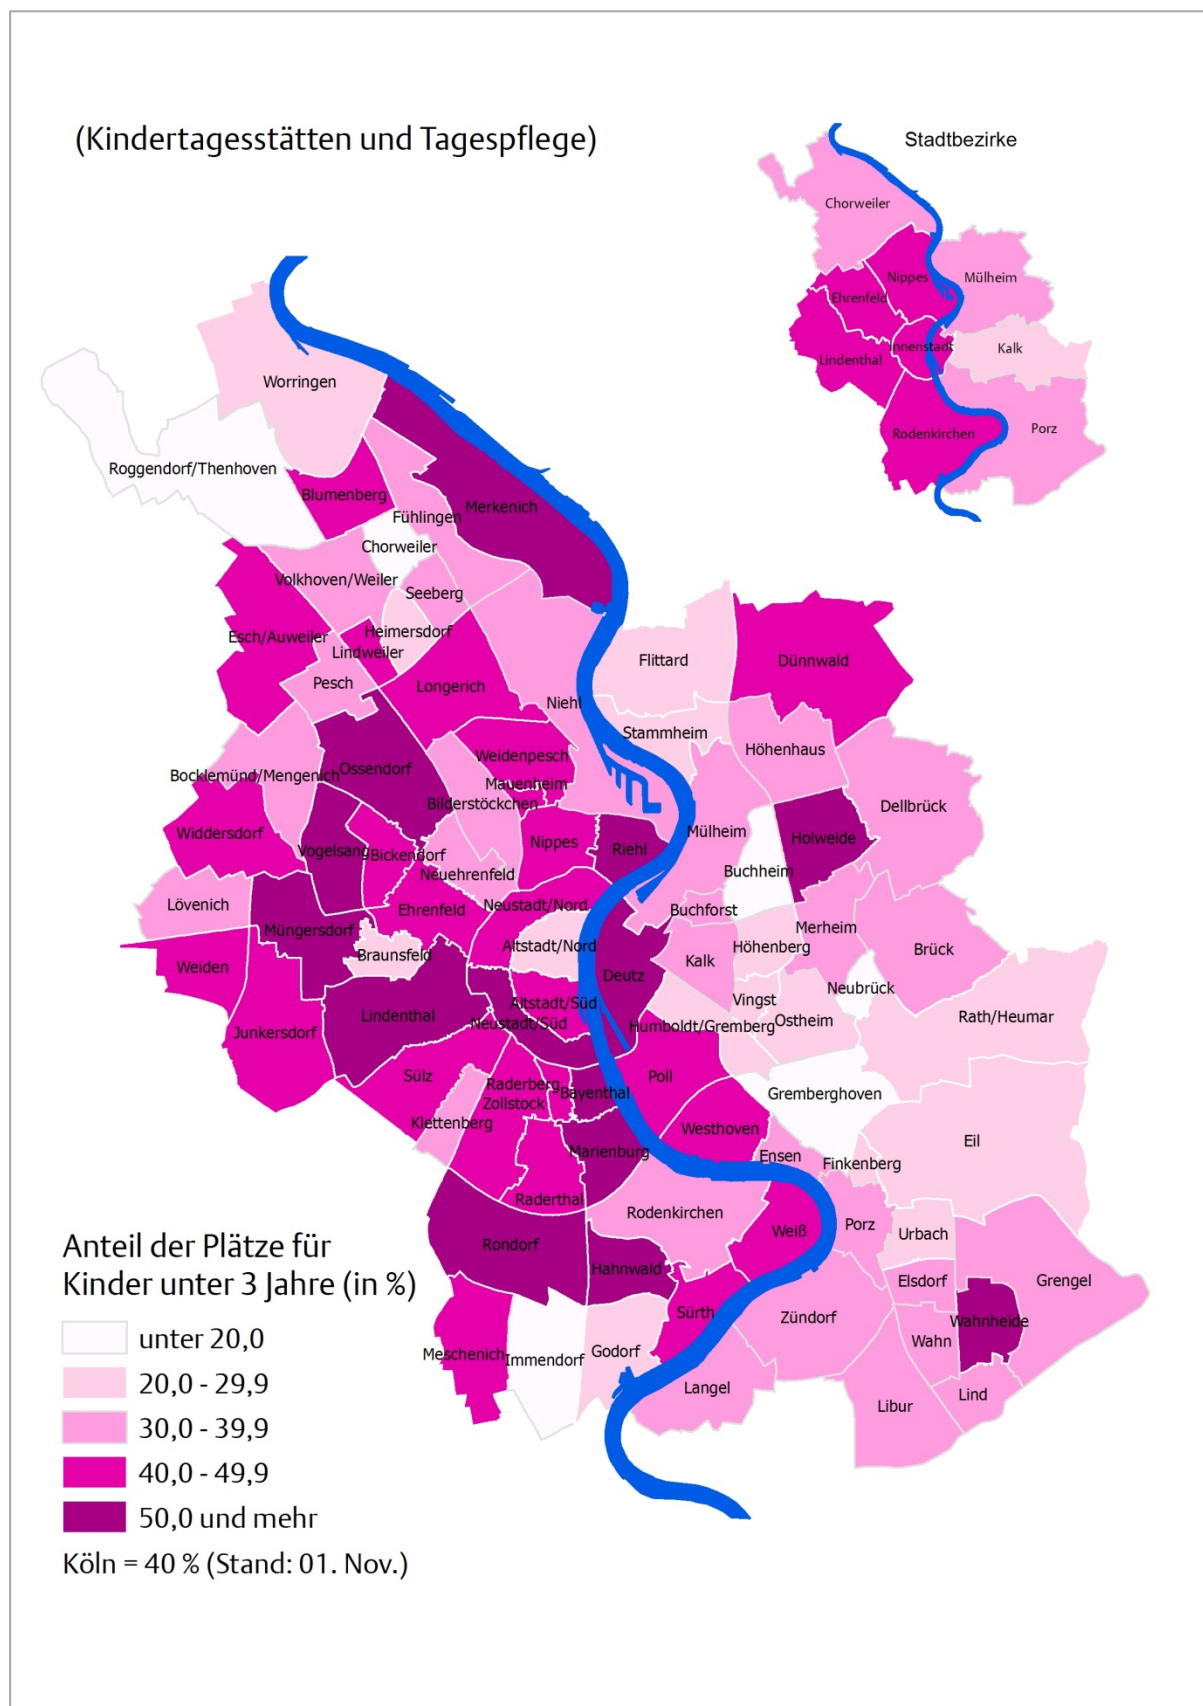 (Kindertagesstätten und Tagespflege)
Stadtbezirke
Chorweiler
Nippes
Mülheim
Ehrenfeld
Innenstadt
Kalk
Lindenthal
Rodenkirchen
Porz
Worringen
Roggendorf/Thenhoven
Blumenberg
Merkenich
Fühlingen
Chorweiler
Volkhoven/Weiler
Seeberg
Esch/Auweiler
Heimersdorf
Lindweiler
Pesch
Longerich
Flittard
Dünnwald
Niehl
Stammheim
Höhenhaus
Weidenpesch
Ossendorf
Bocklemünd/Mengenich
Mauenheim
Bilderstöckchen
Dellbrück
Widdersdorf
Mülheim
Holweide
Nippes
Riehl
Vogelsang
Bickendorf
Neuehrenfeld
Buchheim
Lövenich
Ehrenfeld
Neustadt/Nord
Buchforst
Müngersdorf
Merheim
Altstadt/Nord
Höhenberg
Brück
Braunsfeld
Weiden
Kalk
Deutz
Neubrück
Vingst
Altstadt/Süd
Lindenthal
Neustadt/Süd
Humboldt/Gremberg
Ostheim
Rath/Heumar
Junkersdorf
Sülz
Poll
Raderberg
Zollstock
Bayenthal
Gremberghoven
Klettenberg
Westhoven
Eil
Marienburg
Ensen
Finkenberg
Raderthal
Rodenkirchen
Weiß
Porz
Urbach
Rondorf
Hahnwald
Elsdorf
Grengel
Sürth
Zündorf
Wahnheide
Wahn
Meschenich
Immendorf
Godorf
Langel
Libur
Lind
Anteil der Plätze für
Kinder unter 3 Jahre (in %)
unter 20,0
20,0 - 29,9
30,0 - 39,9
40,0 - 49,9
50,0 und mehr
Köln = 40 % (Stand: 01. Nov.)